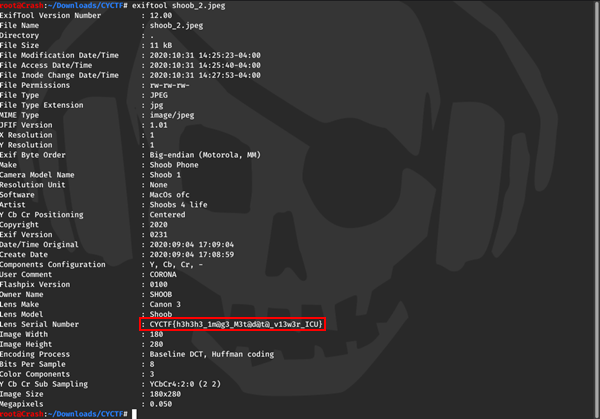 root@Crash:~/Downloads/CYCTF# exiftool shoob_2.jpeg
ExifTool Version Number : 12.00
File Name : shoob_2.jpeg
Directory : .
File Size : 11 kB
File Modification Date/Time : 2020:10:31 14:25:23-04:00
File Access Date/Time : 2020:10:31 14:25:40-04:00
File Inode Change Date/Time : 2020:10:31 14:27:53-04:00
File Permissions : rw-rw-rw-
File Type : JPEG
File Type Extension : jpg
MIME Type : image/jpeg
JFIF Version : 1.01
X Resolution : 1
Y Resolution : 1
Exif Byte Order : Big-endian (Motorola, MM)
Make : Shoob Phone
Camera Model Name : Shoob 1
Resolution Unit : None
Software : MacOs ofc
Artist : Shoobs 4 life
Y Cb Cr Positioning : Centered
Copyright : 2020
Exif Version : 0231
Date/Time Original : 2020:09:04 17:09:04
Create Date : 2020:09:04 17:08:59
Components Configuration : Y, Cb, Cr, -
User Comment : CORONA
Flashpix Version : 0100
Owner Name : SHOOB
Lens Make : Canon 3
Lens Model : Shoob
Lens Serial Number : CYCTF{h3h3h3_1m@g3_M3t@d@t@_v13w3r_ICU}
Image Width : 180
Image Height : 280
Encoding Process : Baseline DCT, Huffman coding
Bits Per Sample : 8
Color Components : 3
Y Cb Cr Sub Sampling : YCbCr4:2:0 (2 2)
Image Size : 180x280
Megapixels : 0.050
root@Crash:~/Downloads/CYCTF#